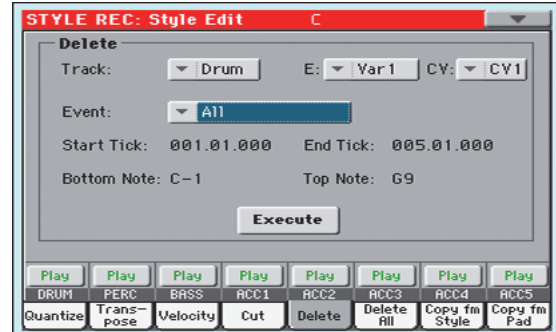 STYLE REC: Style Edit C
Delete
Track: Drum E: Var1 CV: CV1
Event: All
Start Tick: 001.01.000 End Tick: 005.01.000
Bottom Note: C-1 Top Note: G9
Execute
Play Play Play Play Play Play Play Play
DRUM PERC BASS ACC1 ACC2 ACC3 ACC4 ACC5
Quantize Trans- Velocity Cut Delete Delete Copy fm Copy fm
pose All Style Pad